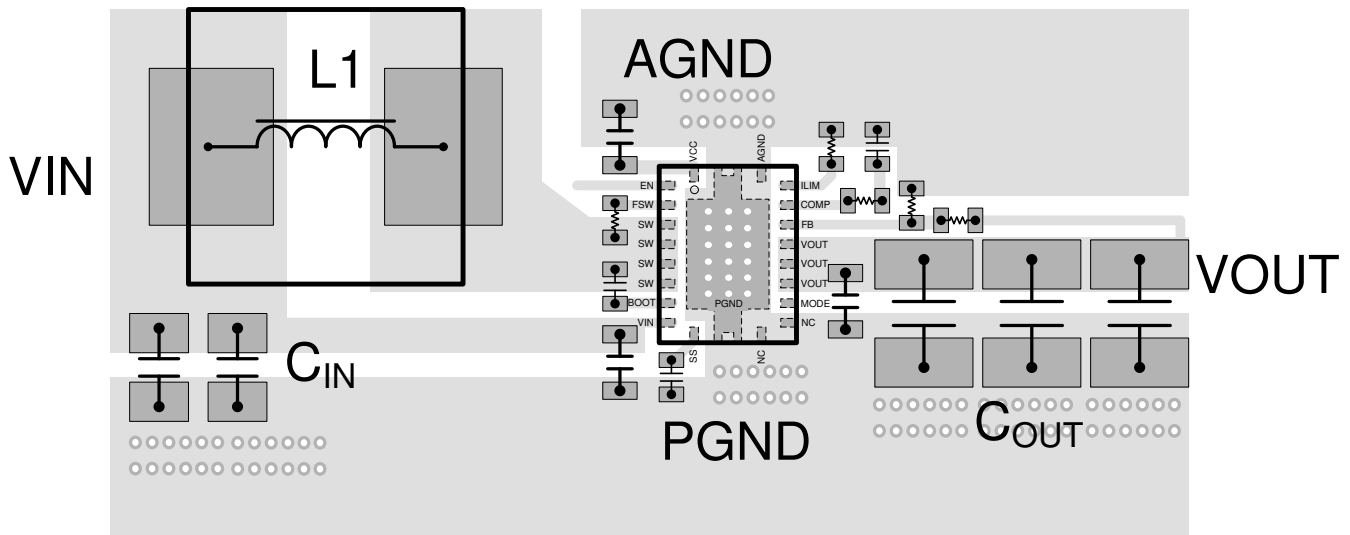 L1
AGND
VIN
VCC
AGND
EN
FSW
SW
SW
SW
SW
BOOT
VIN
ILIM
COMP
FB
VOUT
VOUT
VOUT
MODE
NC
PGND
SS
NC
VOUT
CIN
COUT
PGND